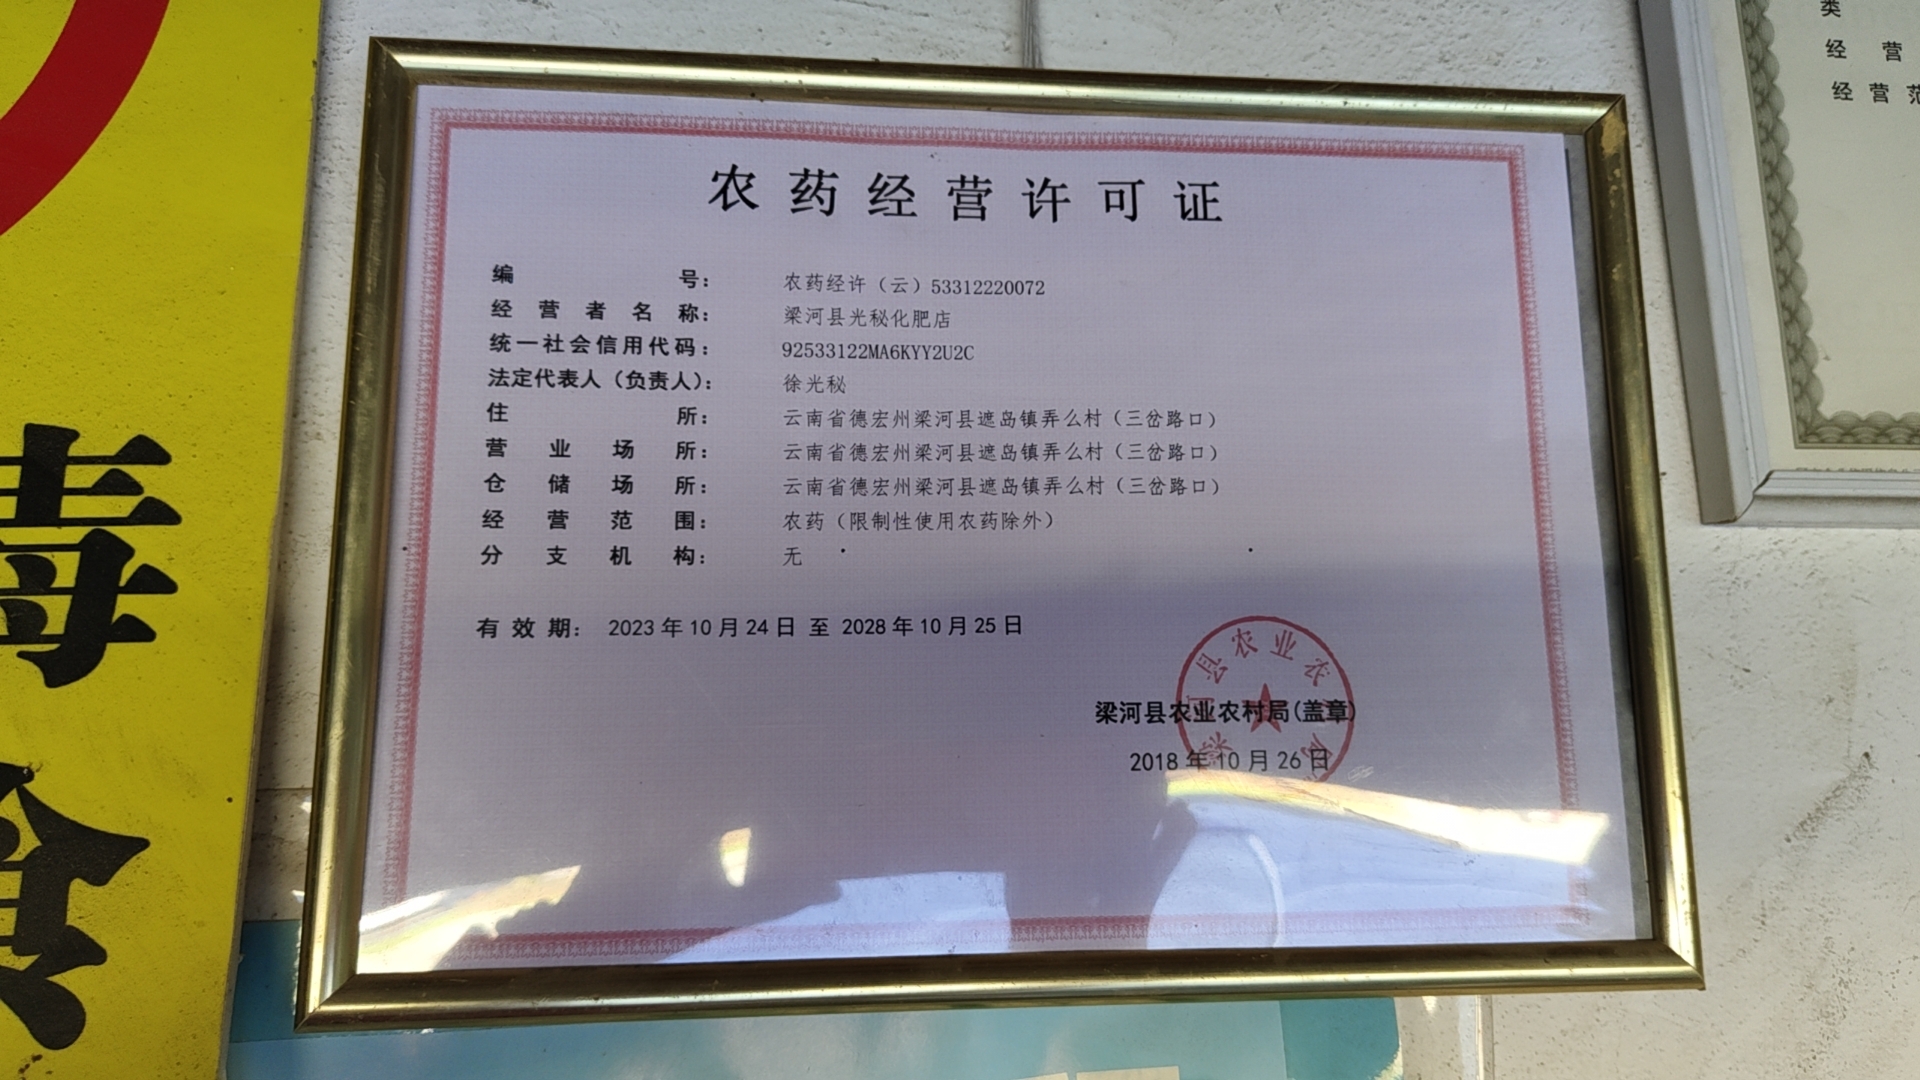 农药经营许可证
编号: 农药经许（云）53312220072
经营者名称: 梁河县光秘化肥店
统一社会信用代码: 92533122MA6KYY2U2C
法定代表人（负责人）: 徐光秘
住所: 云南省德宏州梁河县遮岛镇弄么村（三岔路口）
营业场所: 云南省德宏州梁河县遮岛镇弄么村（三岔路口）
仓储场所: 云南省德宏州梁河县遮岛镇弄么村（三岔路口）
经营范围: 农药（限制性使用农药除外）
分支机构: 无
有效期: 2023年10月24日 至 2028年10月25日
梁河县农业农村局(盖章)
2018年10月26日
毒
类
经营
经营范